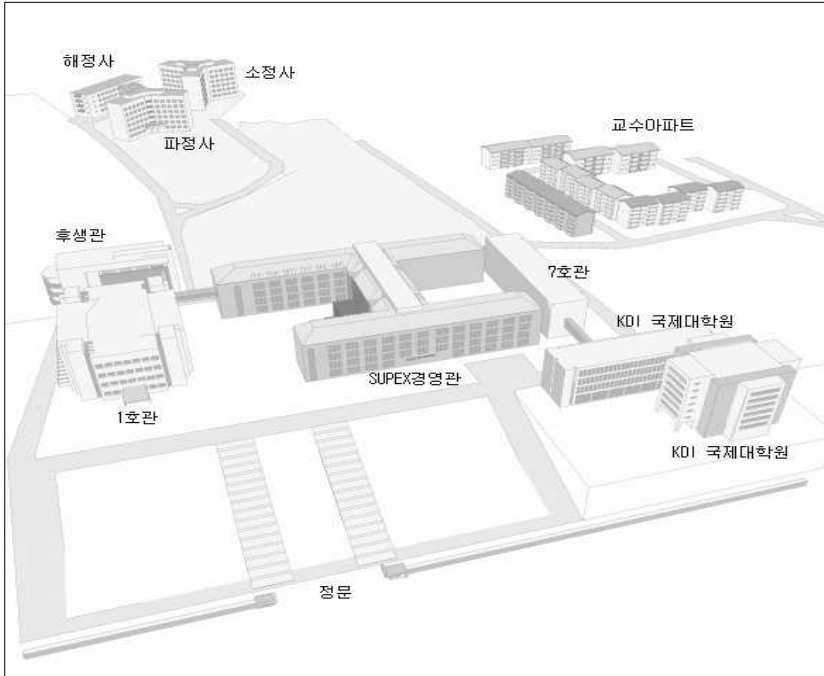 해정사
소정사
파정사
교수아파트
후생관
7호관
KDI 국제대학원
SUPEX경영관
1호관
KDI 국제대학원
정문